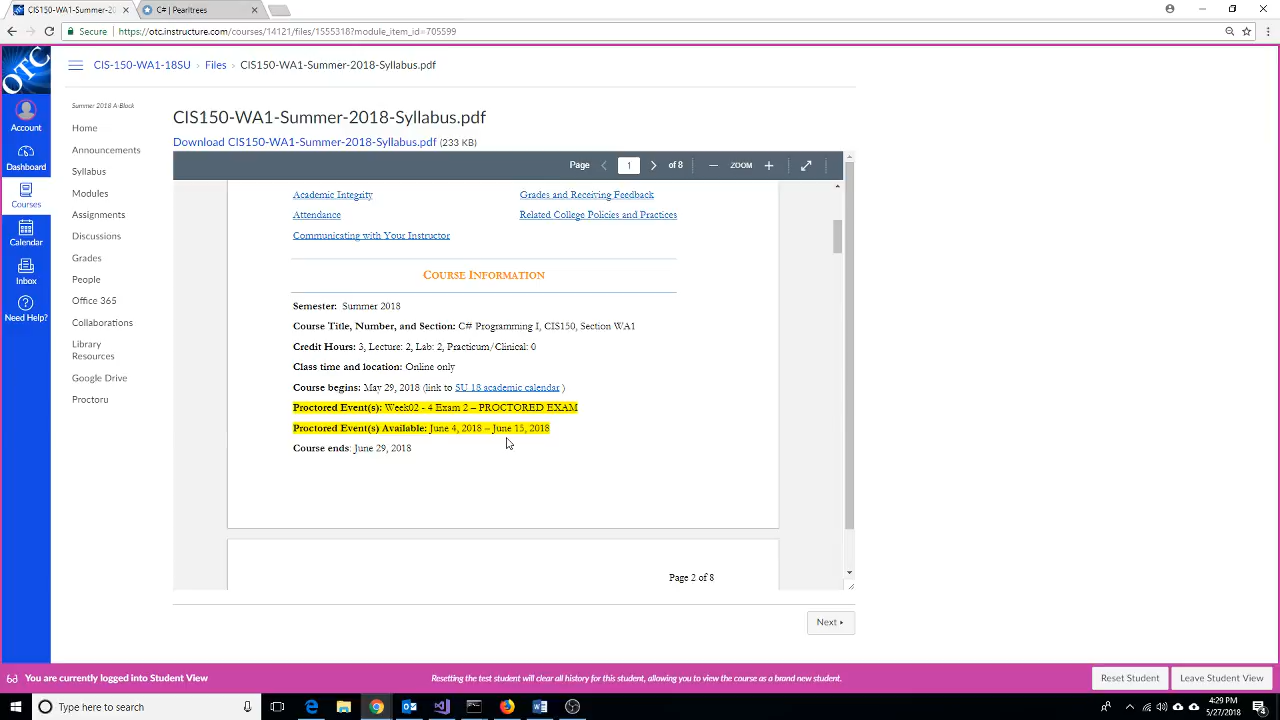 CIS150-WA1-Summer-2018-S
C# | Pearltrees
Secure
https://otc.instructure.com/courses/14121/files/1555318?module_item_id=705599
OTC
CIS-150-WA1-18SU > Files > CIS150-WA1-Summer-2018-Syllabus.pdf
Summer 2018 A-Block
Account
Dashboard
Courses
Calendar
Inbox
Need Help?
Home
Announcements
Syllabus
Modules
Assignments
Discussions
Grades
People
Office 365
Collaborations
Library
Resources
Google Drive
Proctoru
CIS150-WA1-Summer-2018-Syllabus.pdf
Download CIS150-WA1-Summer-2018-Syllabus.pdf (233 KB)
Page 1 of 8 ZOOM
Academic Integrity
Grades and Receiving Feedback
Attendance
Related College Policies and Practices
Communicating with Your Instructor
COURSE INFORMATION
Semester: Summer 2018
Course Title, Number, and Section: C# Programming I, CIS150, Section WA1
Credit Hours: 3, Lecture: 2, Lab: 2, Practicum/Clinical: 0
Class time and location: Online only
Course begins: May 29, 2018 (link to SU 18 academic calendar )
Proctored Event(s): Week02 - 4 Exam 2 – PROCTORED EXAM
Proctored Event(s) Available: June 4, 2018 – June 15, 2018
Course ends: June 29, 2018
Page 2 of 8
Next
You are currently logged into Student View
Resetting the test student will clear all history for this student, allowing you to view the course as a brand new student.
Reset Student
Leave Student View
Type here to search
4:29 PM
5/27/2018